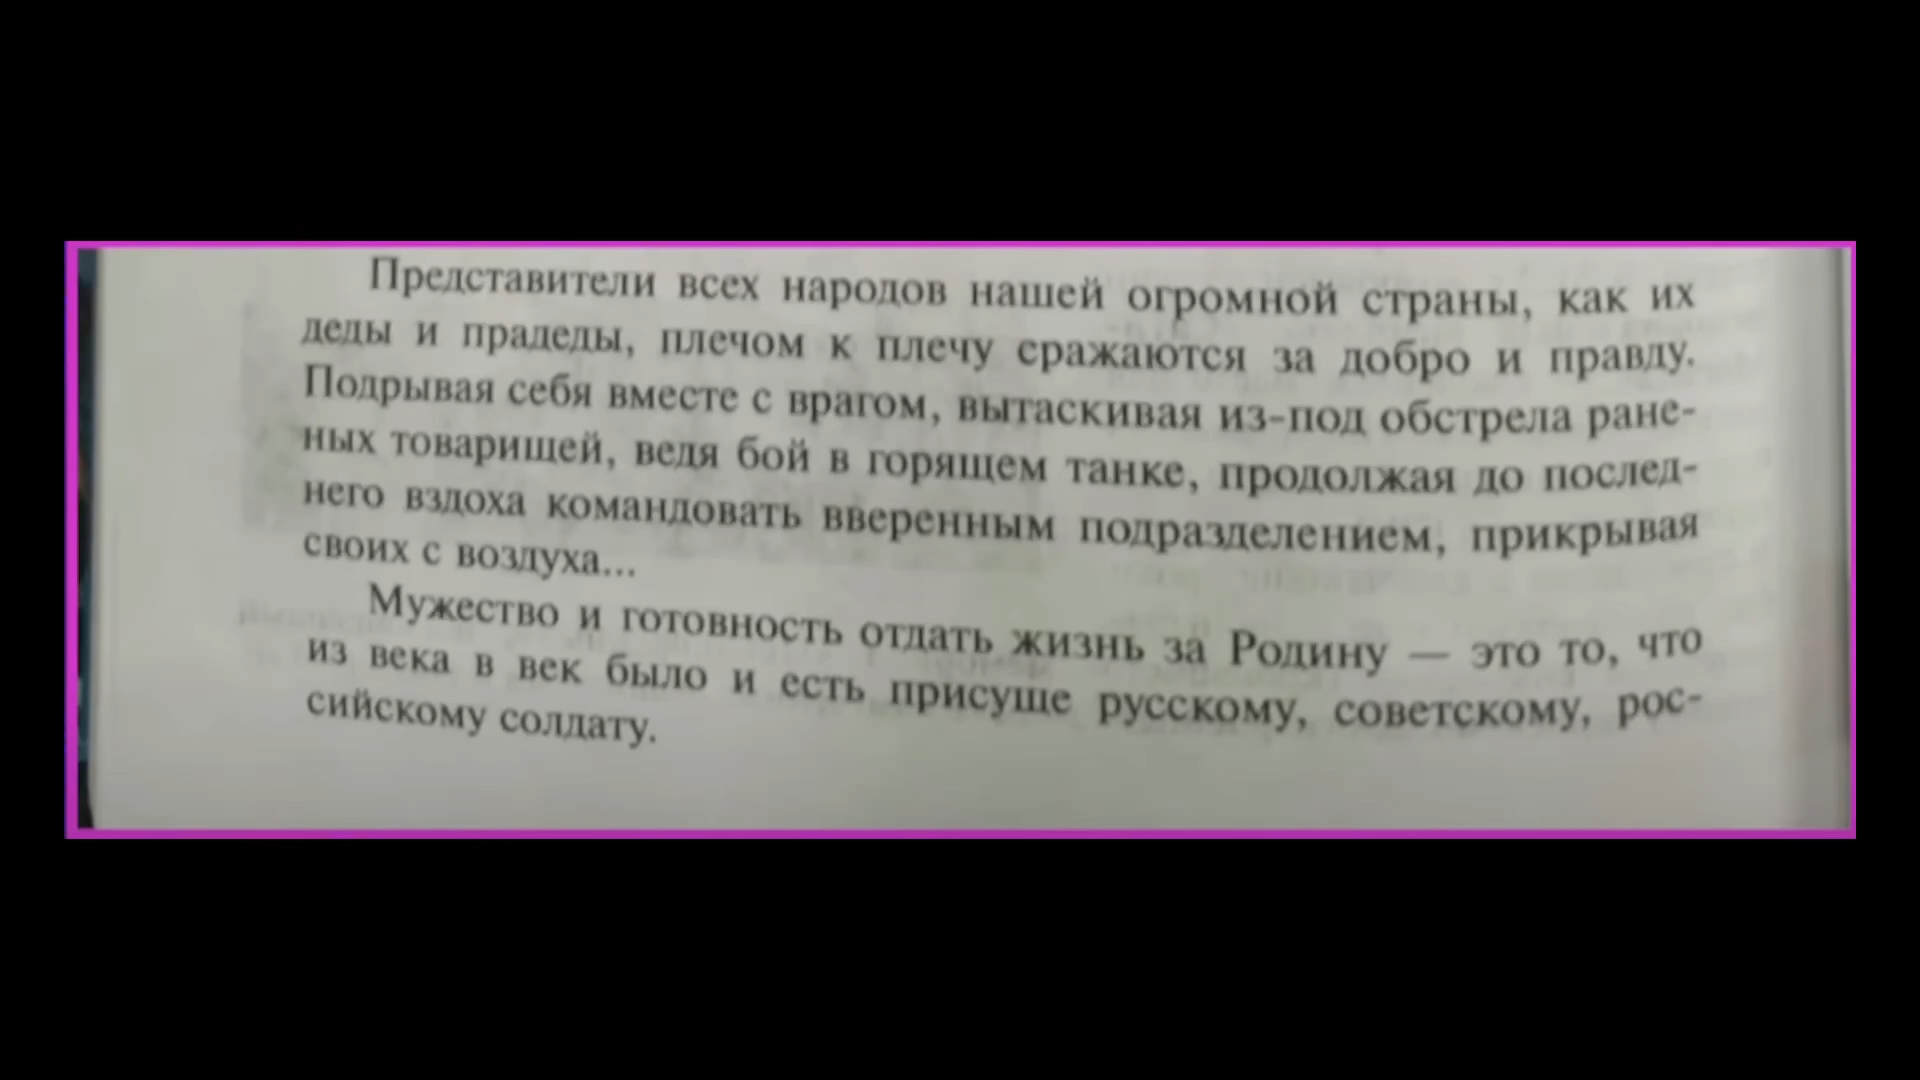 Представители всех народов нашей огромной страны, как их
деды и прадеды, плечом к плечу сражаются за добро и правду.
Подрывая себя вместе с врагом, вытаскивая из-под обстрела ране-
ных товарищей, ведя бой в горящем танке, продолжая до послед-
него вздоха командовать вверенным подразделением, прикрывая
своих с воздуха...
Мужество и готовность отдать жизнь за Родину — это то, что
из века в век было и есть присуще русскому, советскому, рос-
сийскому солдату.